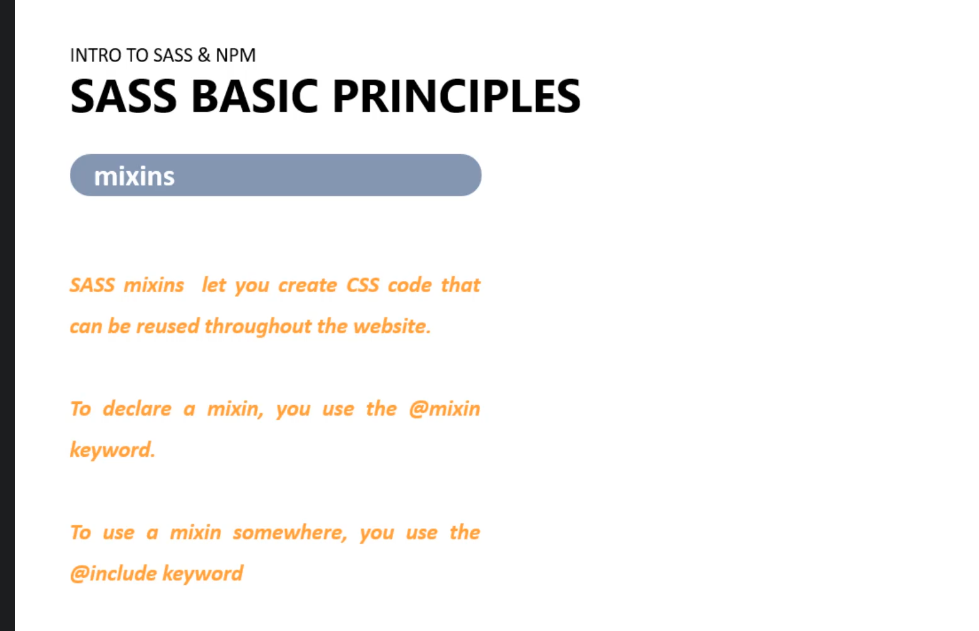 INTRO TO SASS & NPM
SASS BASIC PRINCIPLES
mixins
SASS mixins let you create CSS code that
can be reused throughout the website.
To declare a mixin, you use the @mixin
keyword.
To use a mixin somewhere, you use the
@include keyword